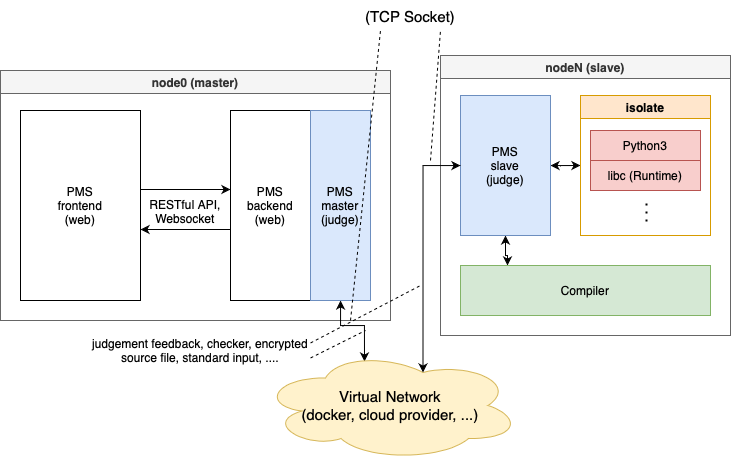 (TCP Socket)
node0 (master)
PMS
frontend
(web)
RESTful API,
Websocket
PMS
backend
(web)
PMS
master
(judge)
nodeN (slave)
PMS
slave
(judge)
isolate
Python3
libc (Runtime)
Compiler
judgement feedback, checker, encrypted
source file, standard input, ....
Virtual Network
(docker, cloud provider, ...)